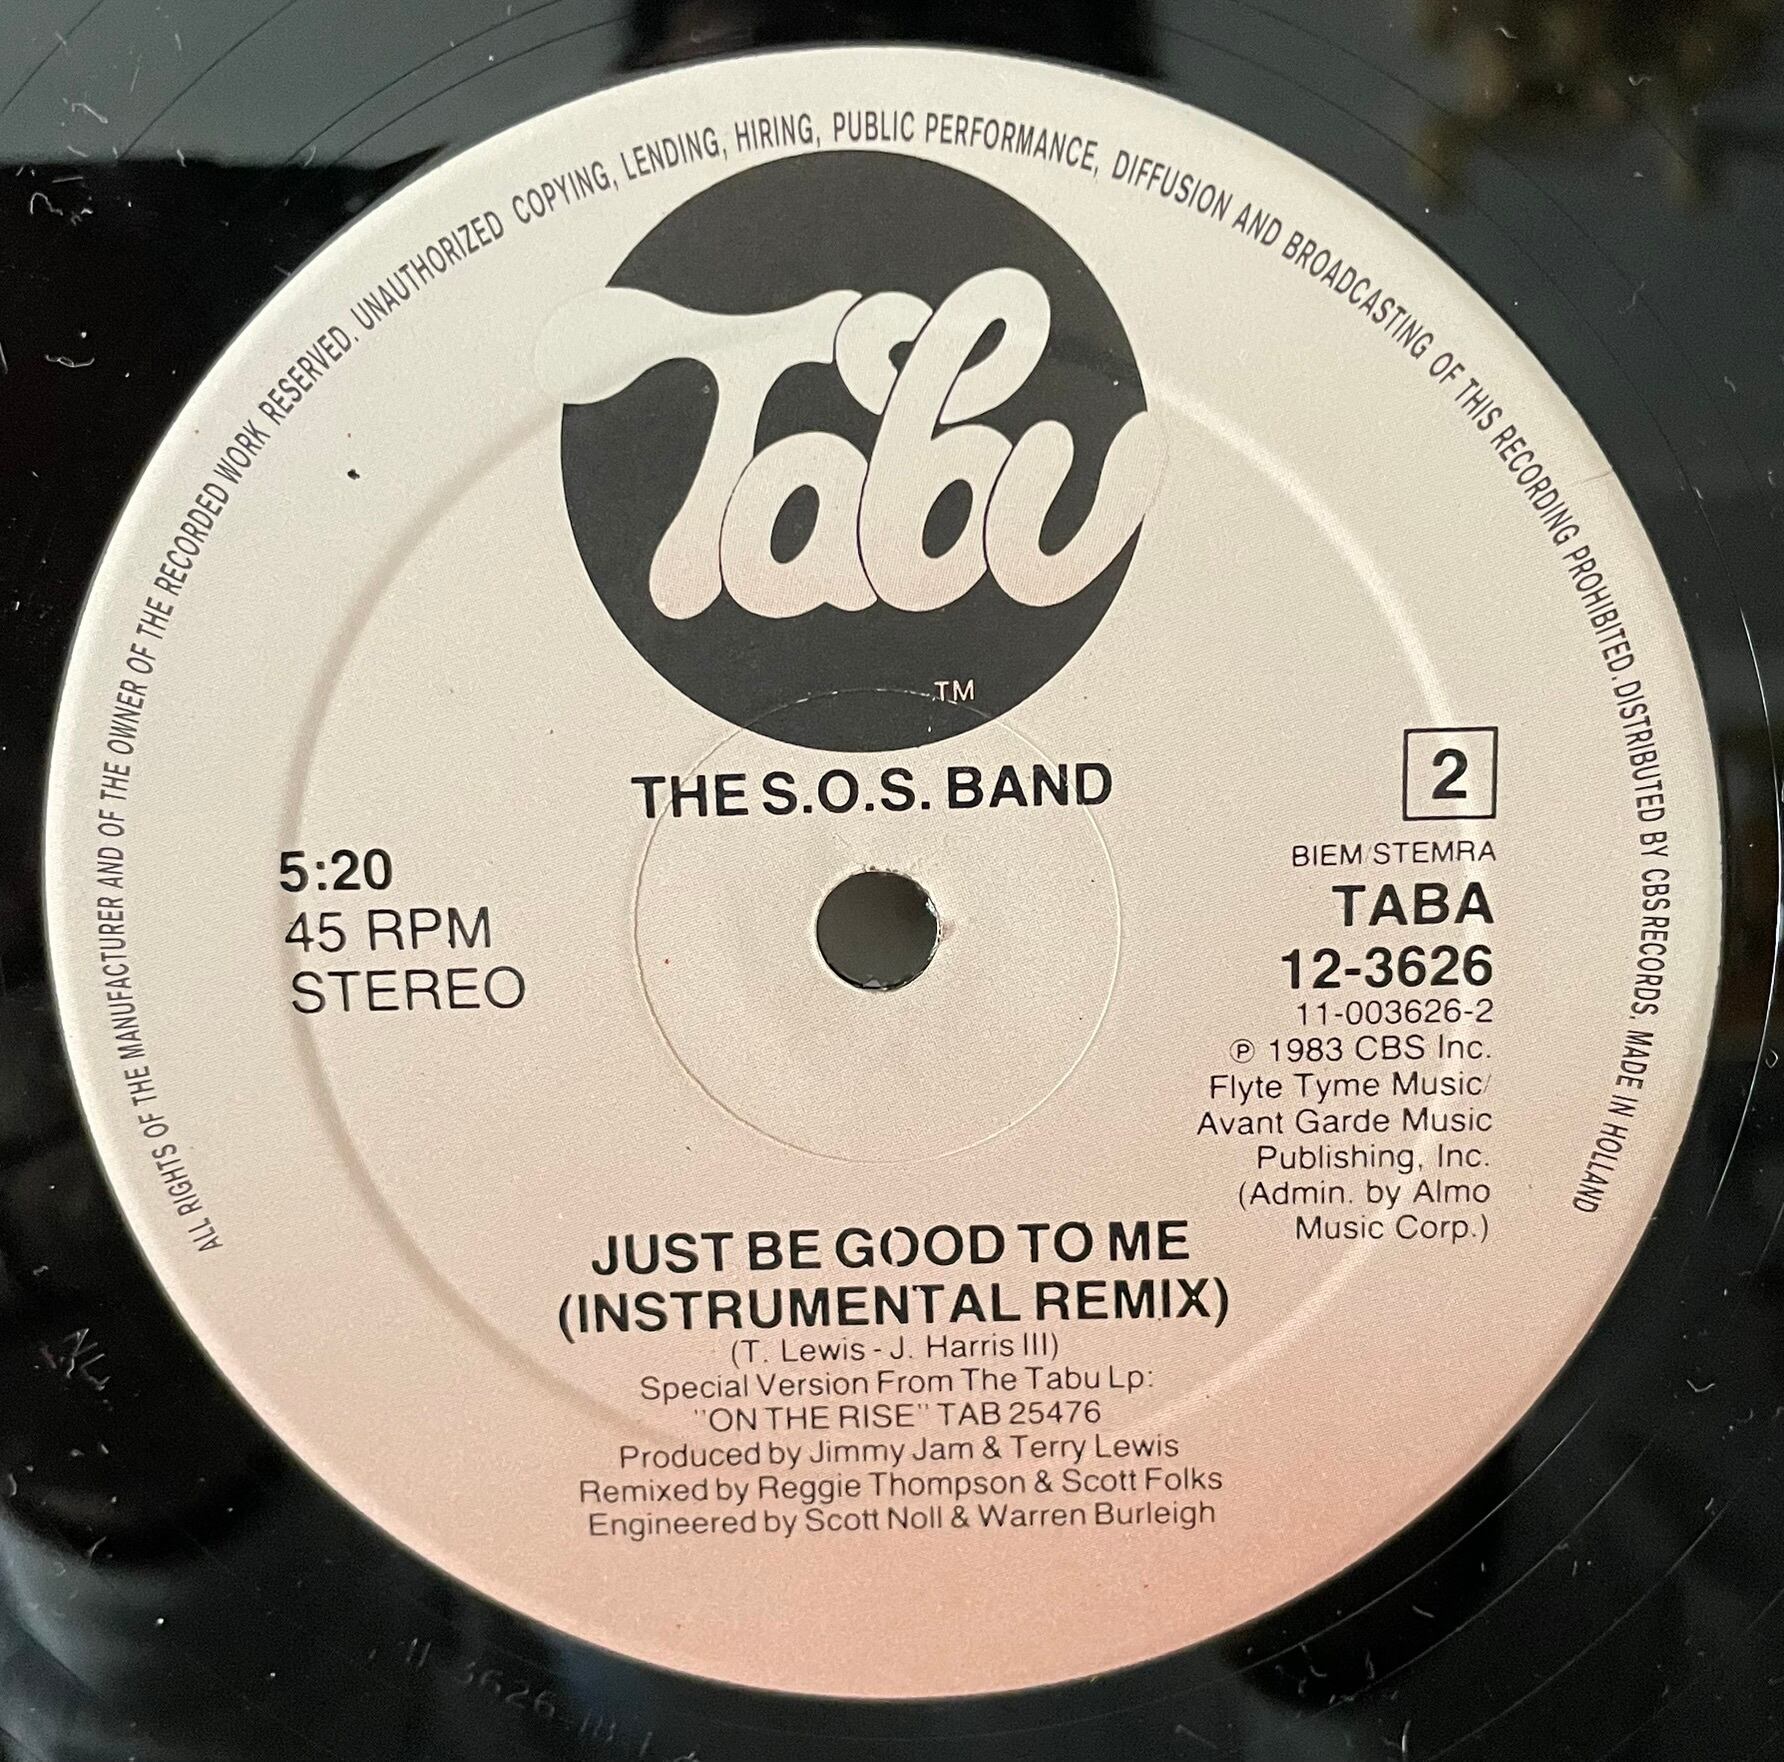 ALL RIGHTS OF THE MANUFACTURER AND OF THE OWNER OF THE RECORDED WORK RESERVED. UNAUTHORIZED COPYING, LENDING, HIRING, PUBLIC PERFORMANCE, DIFFUSION AND BROADCASTING OF THIS RECORDING PROHIBITED. DISTRIBUTED BY CBS RECORDS, MADE IN HOLLAND
Tabu
TM
THE S.O.S. BAND
5:20
45 RPM
STEREO
2
BIEM/STEMRA
TABA
12-3626
11-003626-2
℗ 1983 CBS Inc.
Flyte Tyme Music/
Avant Garde Music
Publishing, Inc.
(Admin. by Almo
Music Corp.)
JUST BE GOOD TO ME
(INSTRUMENTAL REMIX)
(T. Lewis - J. Harris III)
Special Version From The Tabu Lp:
"ON THE RISE" TAB 25476
Produced by Jimmy Jam & Terry Lewis
Remixed by Reggie Thompson & Scott Folks
Engineered by Scott Noll & Warren Burleigh